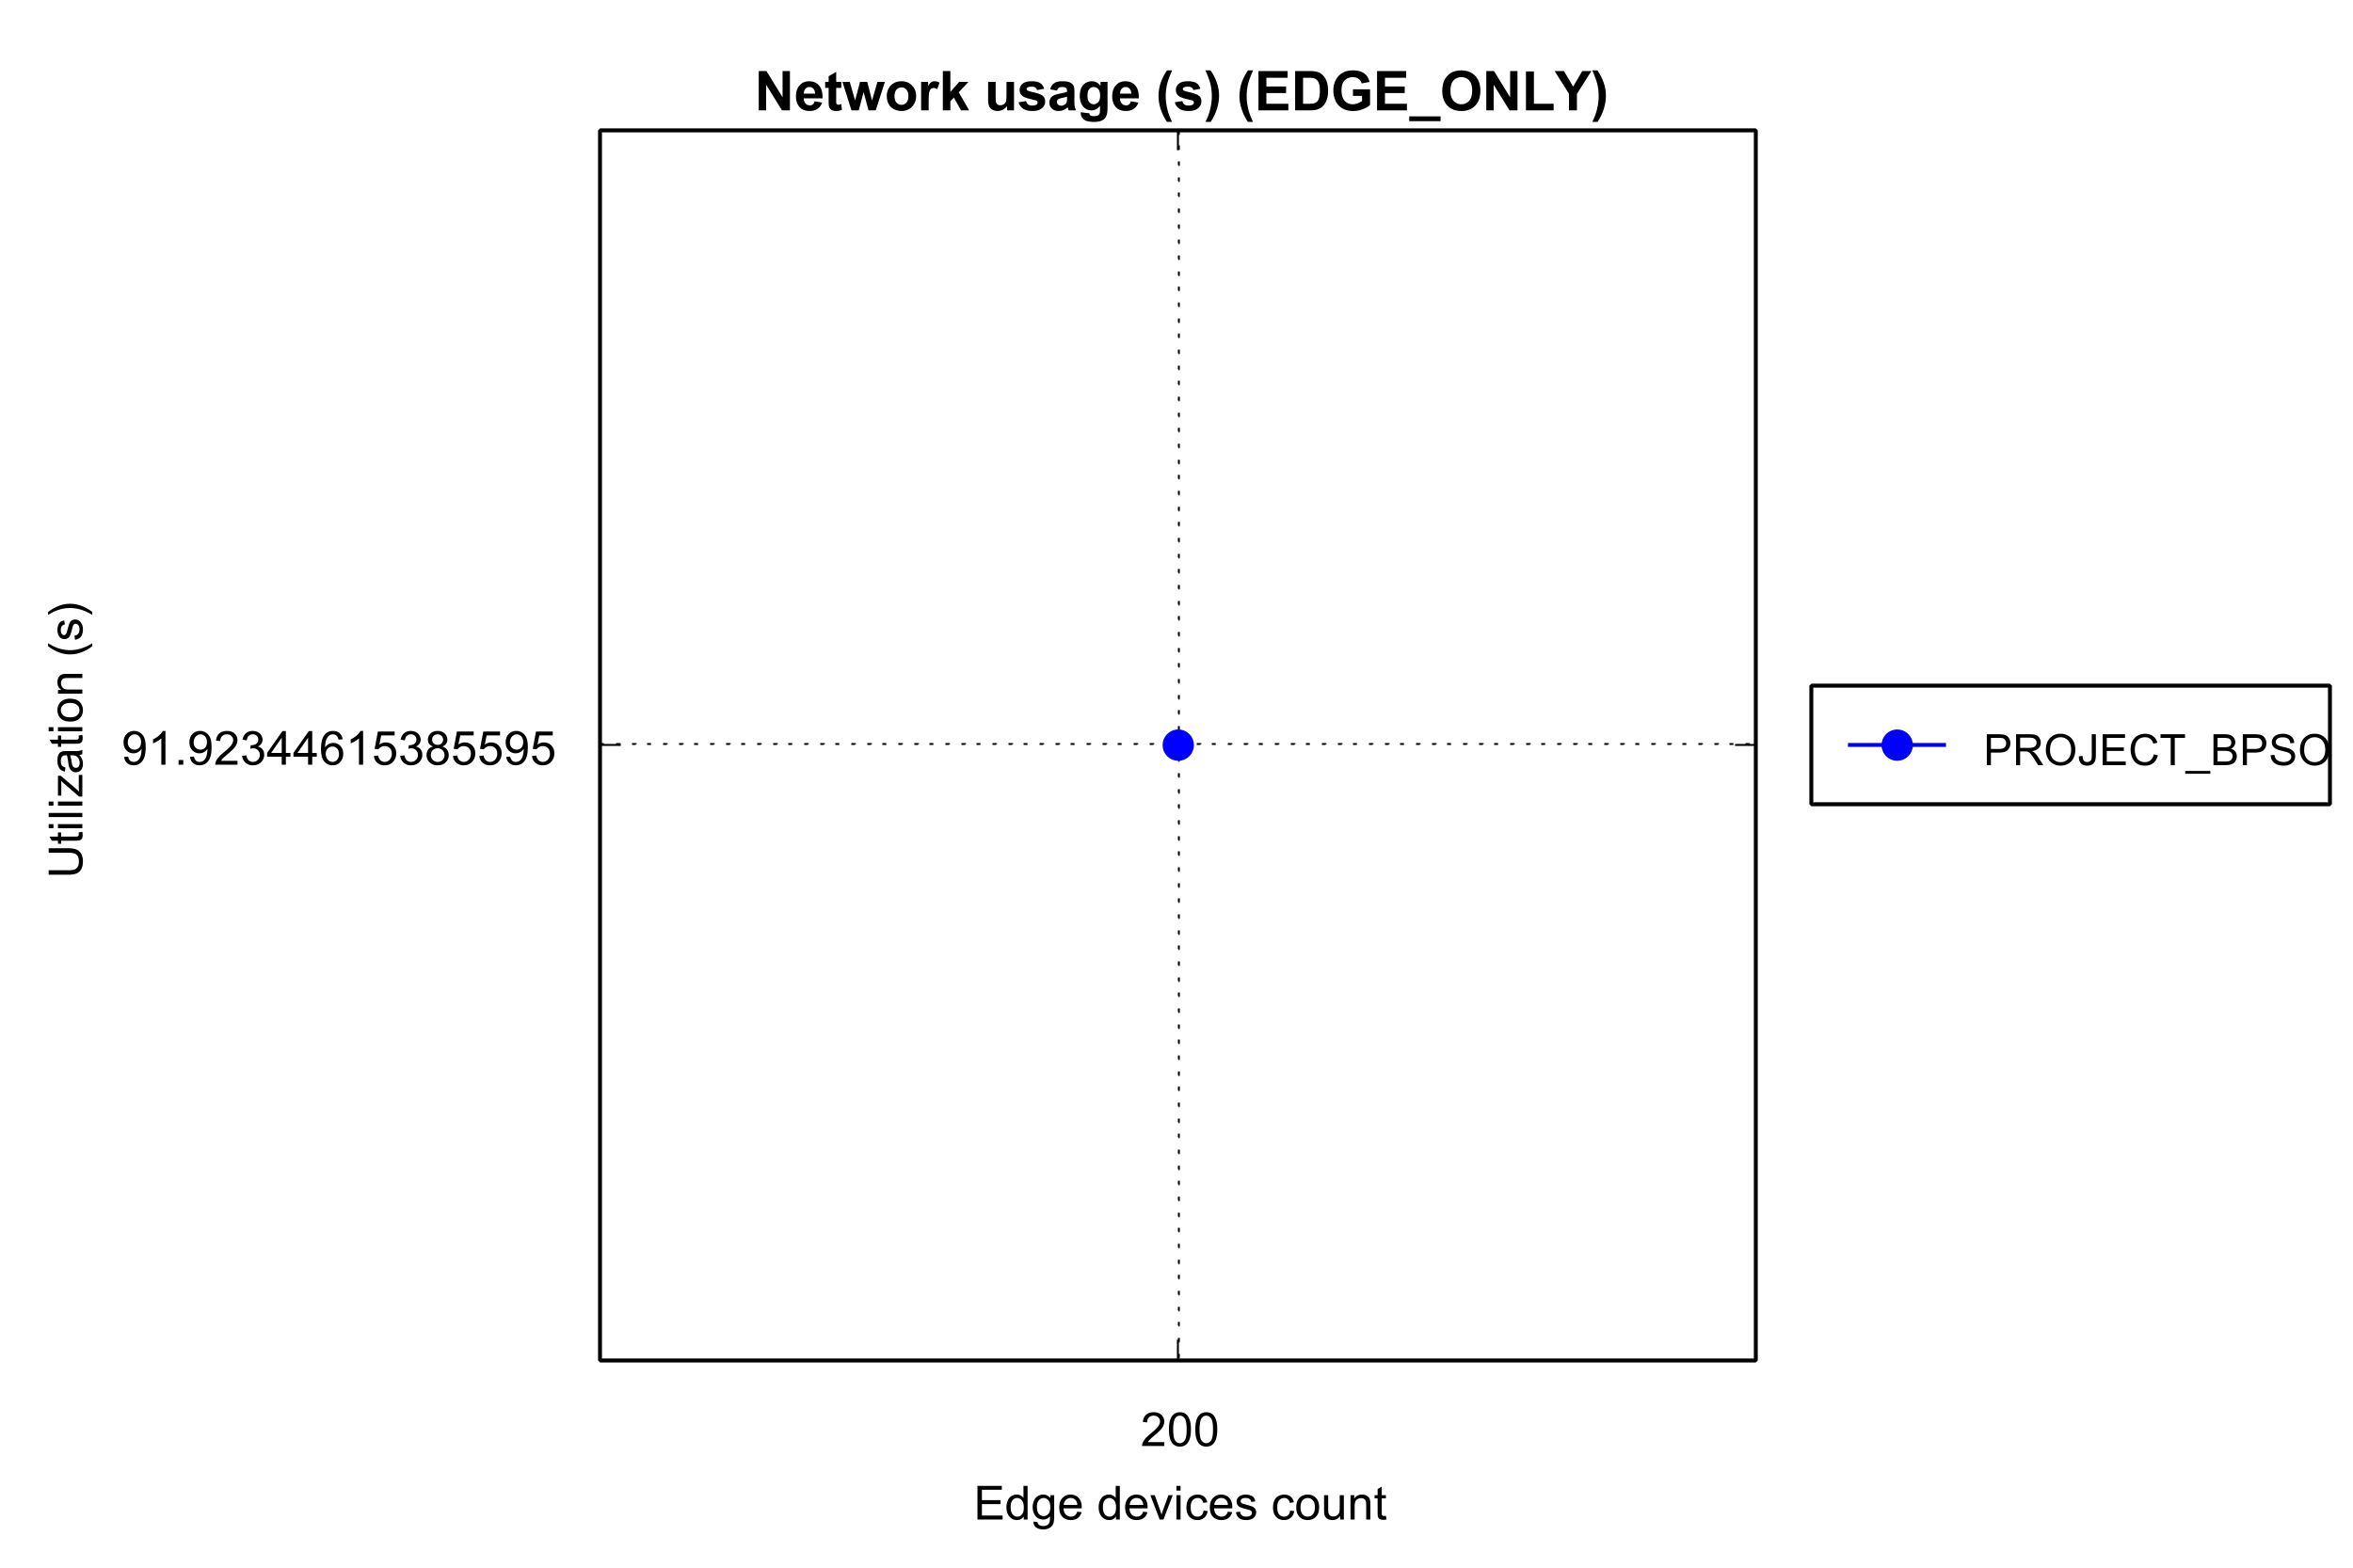 Network usage (s) (EDGE_ONLY)
Utilization (s)
91.92344615385595
PROJECT_BPSO
200
Edge devices count